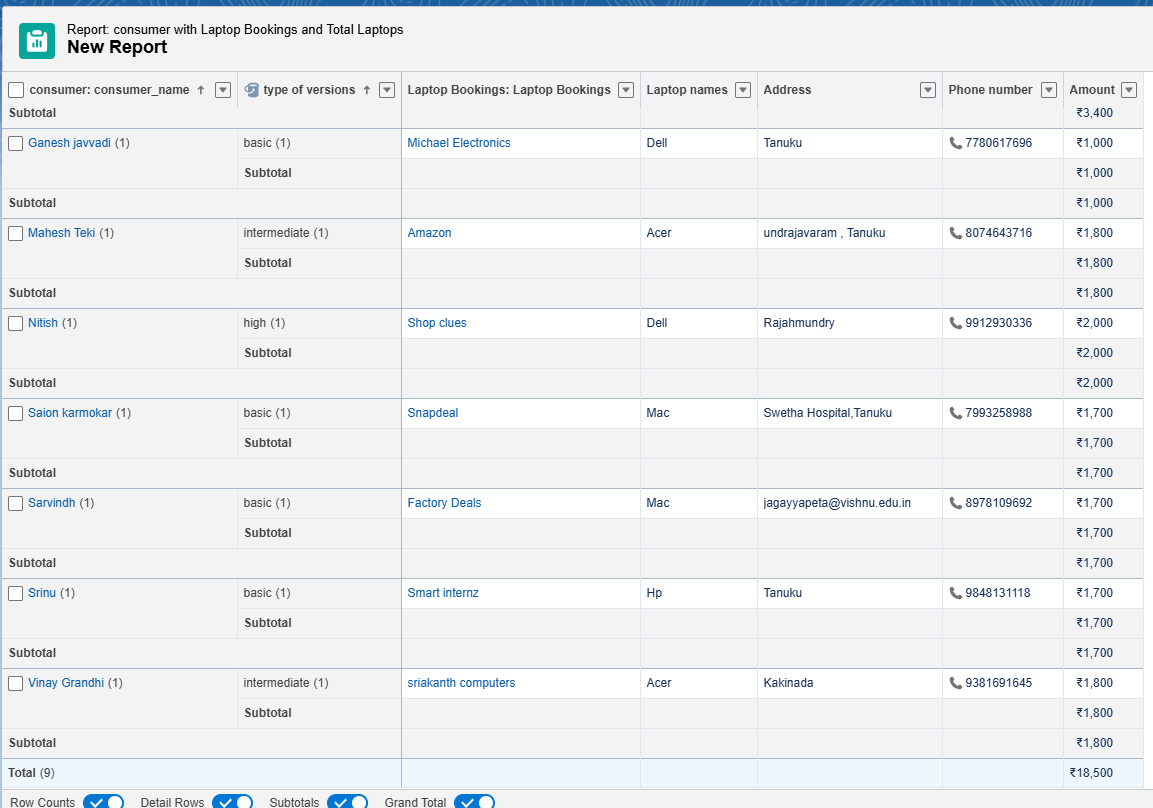 Report: consumer with Laptop Bookings and Total Laptops
New Report
consumer: consumer_name ↑ type of versions ↑ Laptop Bookings: Laptop Bookings Laptop names Address Phone number Amount
Subtotal ₹3,400
Ganesh javvadi (1) basic (1) Michael Electronics Dell Tanuku 7780617696 ₹1,000
Subtotal ₹1,000
Subtotal ₹1,000
Mahesh Teki (1) intermediate (1) Amazon Acer undrajavaram , Tanuku 8074643716 ₹1,800
Subtotal ₹1,800
Subtotal ₹1,800
Nitish (1) high (1) Shop clues Dell Rajahmundry 9912930336 ₹2,000
Subtotal ₹2,000
Subtotal ₹2,000
Saion karmokar (1) basic (1) Snapdeal Mac Swetha Hospital,Tanuku 7993258988 ₹1,700
Subtotal ₹1,700
Subtotal ₹1,700
Sarvindh (1) basic (1) Factory Deals Mac jagayyapeta@vishnu.edu.in 8978109692 ₹1,700
Subtotal ₹1,700
Subtotal ₹1,700
Srinu (1) basic (1) Smart internz Hp Tanuku 9848131118 ₹1,700
Subtotal ₹1,700
Subtotal ₹1,700
Vinay Grandhi (1) intermediate (1) sriakanth computers Acer Kakinada 9381691645 ₹1,800
Subtotal ₹1,800
Subtotal ₹1,800
Total (9) ₹18,500
Row Counts Detail Rows Subtotals Grand Total